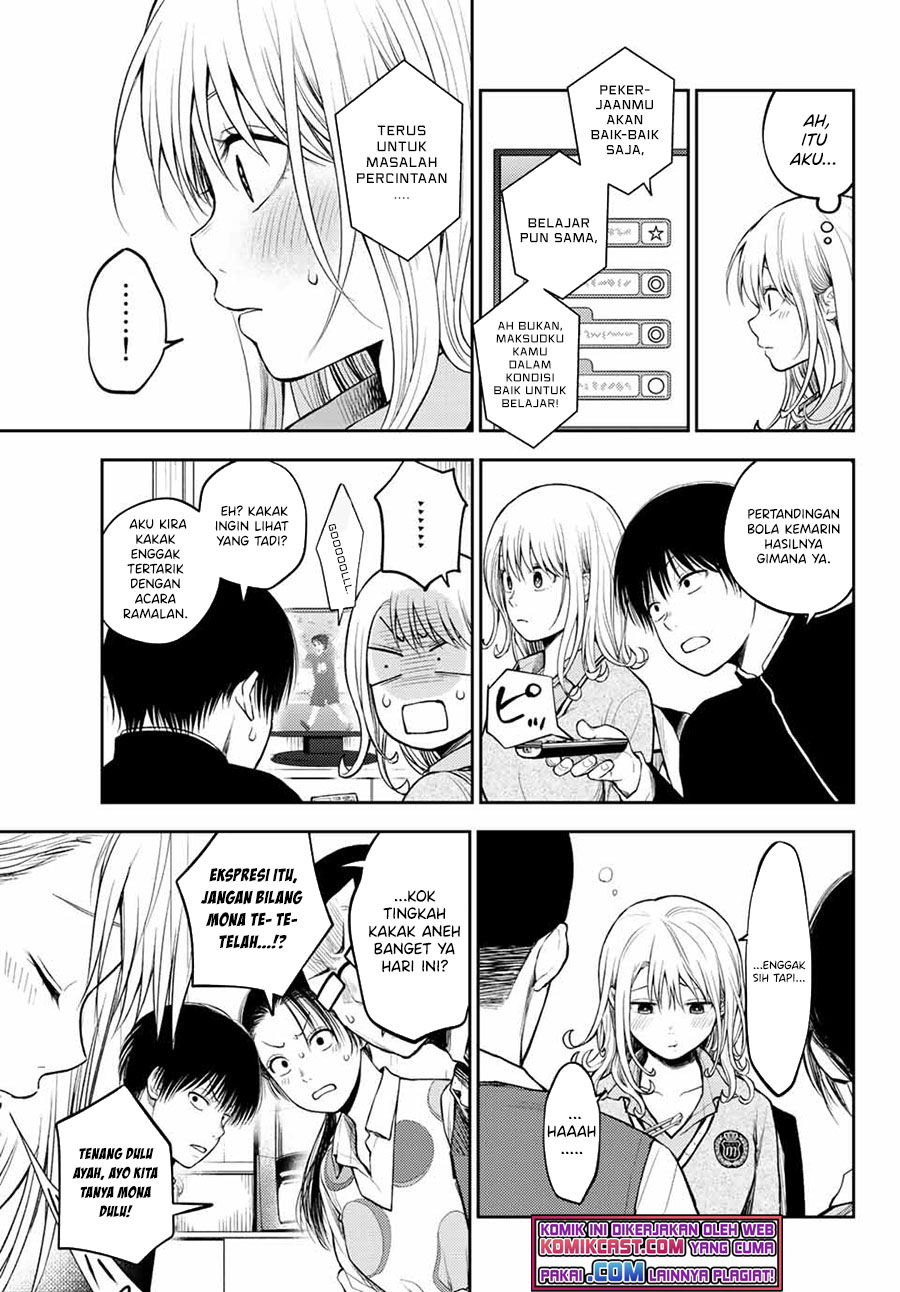 AH,
ITU
AKU...
PEKER-
JAANMU
AKAN
BAIK-BAIK
SAJA,
BELAJAR
PUN SAMA,
AH BUKAN,
MAKSUDKU
KAMU
DALAM
KONDISI
BAIK UNTUK
BELAJAR!
TERUS
UNTUK
MASALAH
PERCINTAAN
....
......!
PERTANDINGAN
BOLA KEMARIN
HASILNYA
GIMANA YA.
ピッ
GOOOOOLLL.
EH? KAKAK
INGIN LIHAT
YANG TADI?
AKU KIRA
KAKAK
ENGGAK
TERTARIK
DENGAN
ACARA
RAMALAN.
...ENGGAK
SIH TAPI...
....
HAAAH
.....
...KOK
TINGKAH
KAKAK ANEH
BANGET YA
HARI INI?
EKSPRESI ITU,
JANGAN BILANG
MONA TE- TE-
TELAH...!?
TENANG DULU
AYAH, AYO KITA
TANYA MONA
DULU!
KOMIK INI DIKERJAKAN OLEH WEB
KOMIKCAST.COM YANG CUMA
PAKAI .COM LAINNYA PLAGIAT!